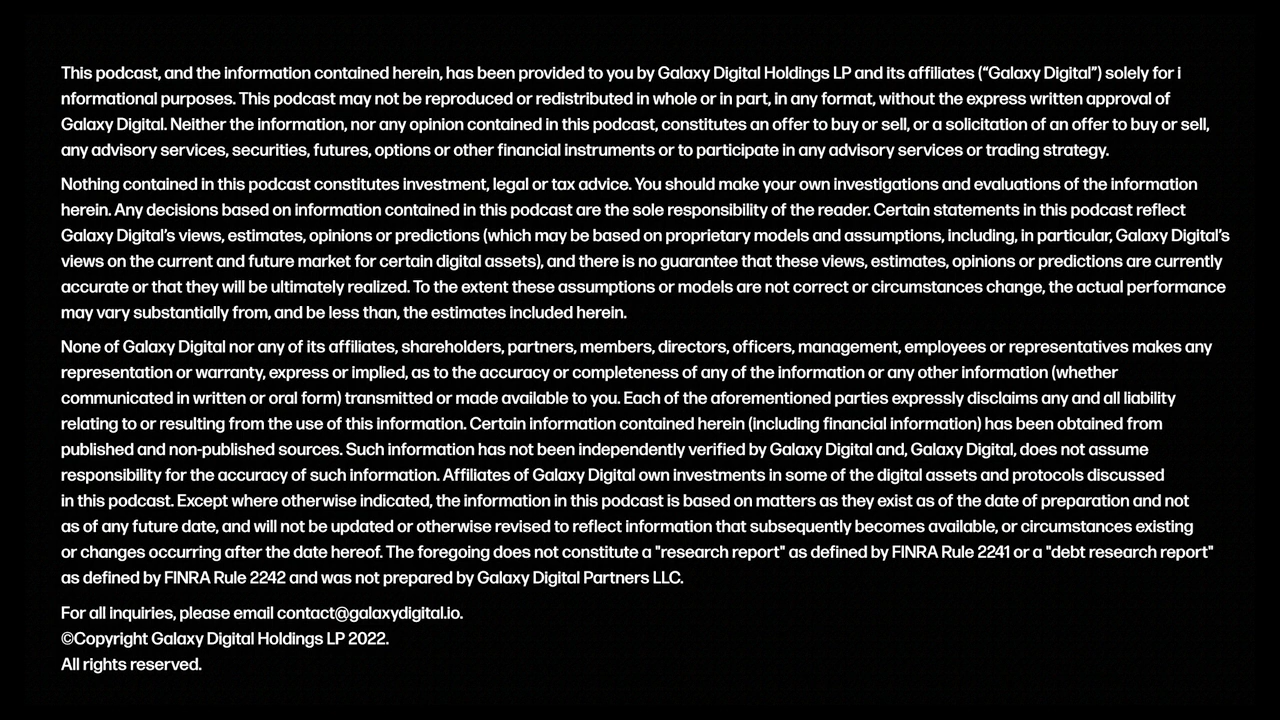 This podcast, and the information contained herein, has been provided to you by Galaxy Digital Holdings LP and its affiliates (“Galaxy Digital”) solely for i
nformational purposes. This podcast may not be reproduced or redistributed in whole or in part, in any format, without the express written approval of
Galaxy Digital. Neither the information, nor any opinion contained in this podcast, constitutes an offer to buy or sell, or a solicitation of an offer to buy or sell,
any advisory services, securities, futures, options or other financial instruments or to participate in any advisory services or trading strategy.
Nothing contained in this podcast constitutes investment, legal or tax advice. You should make your own investigations and evaluations of the information
herein. Any decisions based on information contained in this podcast are the sole responsibility of the reader. Certain statements in this podcast reflect
Galaxy Digital’s views, estimates, opinions or predictions (which may be based on proprietary models and assumptions, including, in particular, Galaxy Digital’s
views on the current and future market for certain digital assets), and there is no guarantee that these views, estimates, opinions or predictions are currently
accurate or that they will be ultimately realized. To the extent these assumptions or models are not correct or circumstances change, the actual performance
may vary substantially from, and be less than, the estimates included herein.
None of Galaxy Digital nor any of its affiliates, shareholders, partners, members, directors, officers, management, employees or representatives makes any
representation or warranty, express or implied, as to the accuracy or completeness of any of the information or any other information (whether
communicated in written or oral form) transmitted or made available to you. Each of the aforementioned parties expressly disclaims any and all liability
relating to or resulting from the use of this information. Certain information contained herein (including financial information) has been obtained from
published and non-published sources. Such information has not been independently verified by Galaxy Digital and, Galaxy Digital, does not assume
responsibility for the accuracy of such information. Affiliates of Galaxy Digital own investments in some of the digital assets and protocols discussed
in this podcast. Except where otherwise indicated, the information in this podcast is based on matters as they exist as of the date of preparation and not
as of any future date, and will not be updated or otherwise revised to reflect information that subsequently becomes available, or circumstances existing
or changes occurring after the date hereof. The foregoing does not constitute a "research report" as defined by FINRA Rule 2241 or a "debt research report"
as defined by FINRA Rule 2242 and was not prepared by Galaxy Digital Partners LLC.
For all inquiries, please email contact@galaxydigital.io.
©Copyright Galaxy Digital Holdings LP 2022.
All rights reserved.